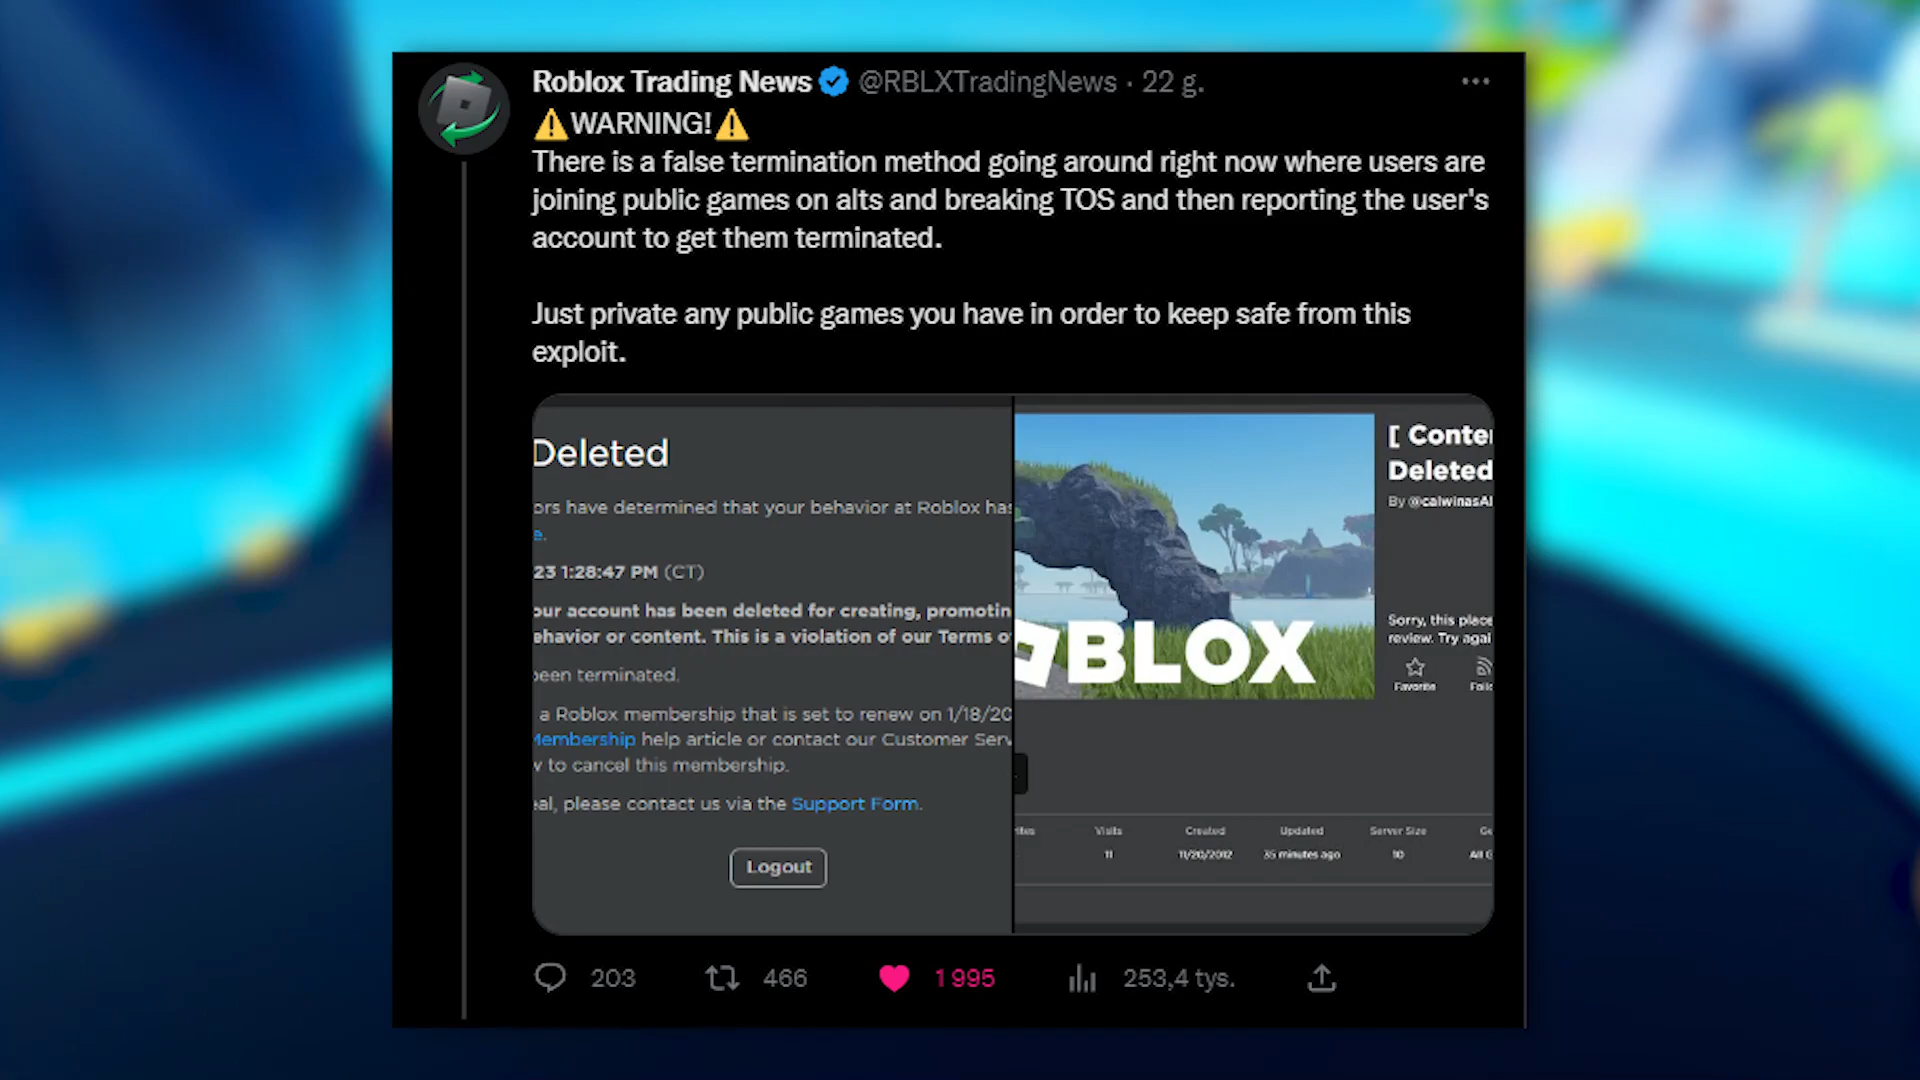 Roblox Trading News @RBLXTradingNews · 22 g.
⚠WARNING!⚠
There is a false termination method going around right now where users are
joining public games on alts and breaking TOS and then reporting the user's
account to get them terminated.
Just private any public games you have in order to keep safe from this
exploit.
Deleted
ors have determined that your behavior at Roblox has
e.
23 1:28:47 PM (CT)
our account has been deleted for creating, promotin
ehavior or content. This is a violation of our Terms o
been terminated.
a Roblox membership that is set to renew on 1/18/20
Membership help article or contact our Customer Serv
w to cancel this membership.
eal, please contact us via the Support Form.
Logout
BLOX
[ Conte
Deleted
By @calwinasAl
Sorry, this place
review. Try agai
Favorite Follo
rites Visits Created Updated Server Size Ge
11 11/20/2012 35 minutes ago 10 All G
203 466 1 995 253,4 tys.